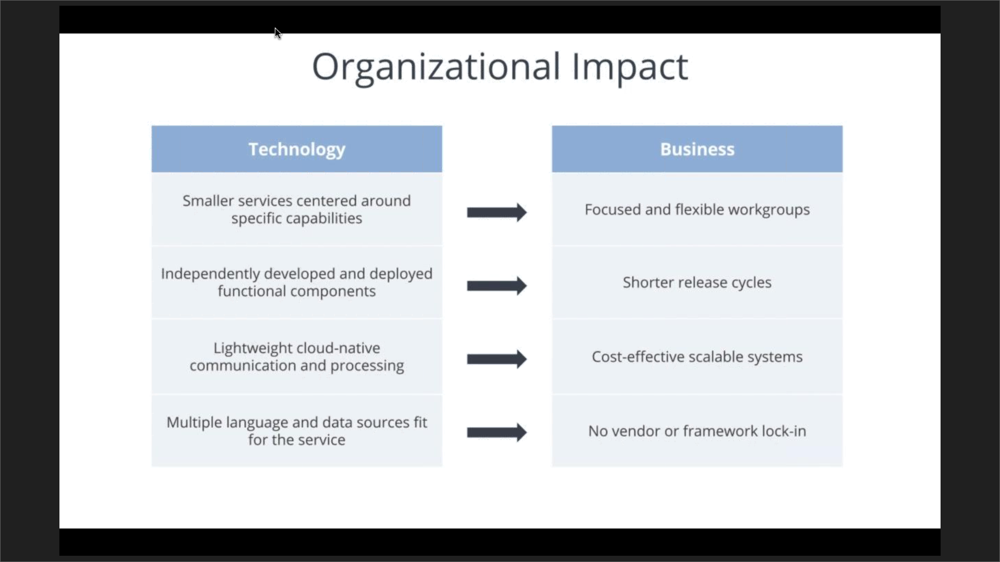 Organizational Impact
Technology
Business
Smaller services centered around
specific capabilities
Focused and flexible workgroups
Independently developed and deployed
functional components
Shorter release cycles
Lightweight cloud-native
communication and processing
Cost-effective scalable systems
Multiple language and data sources fit
for the service
No vendor or framework lock-in